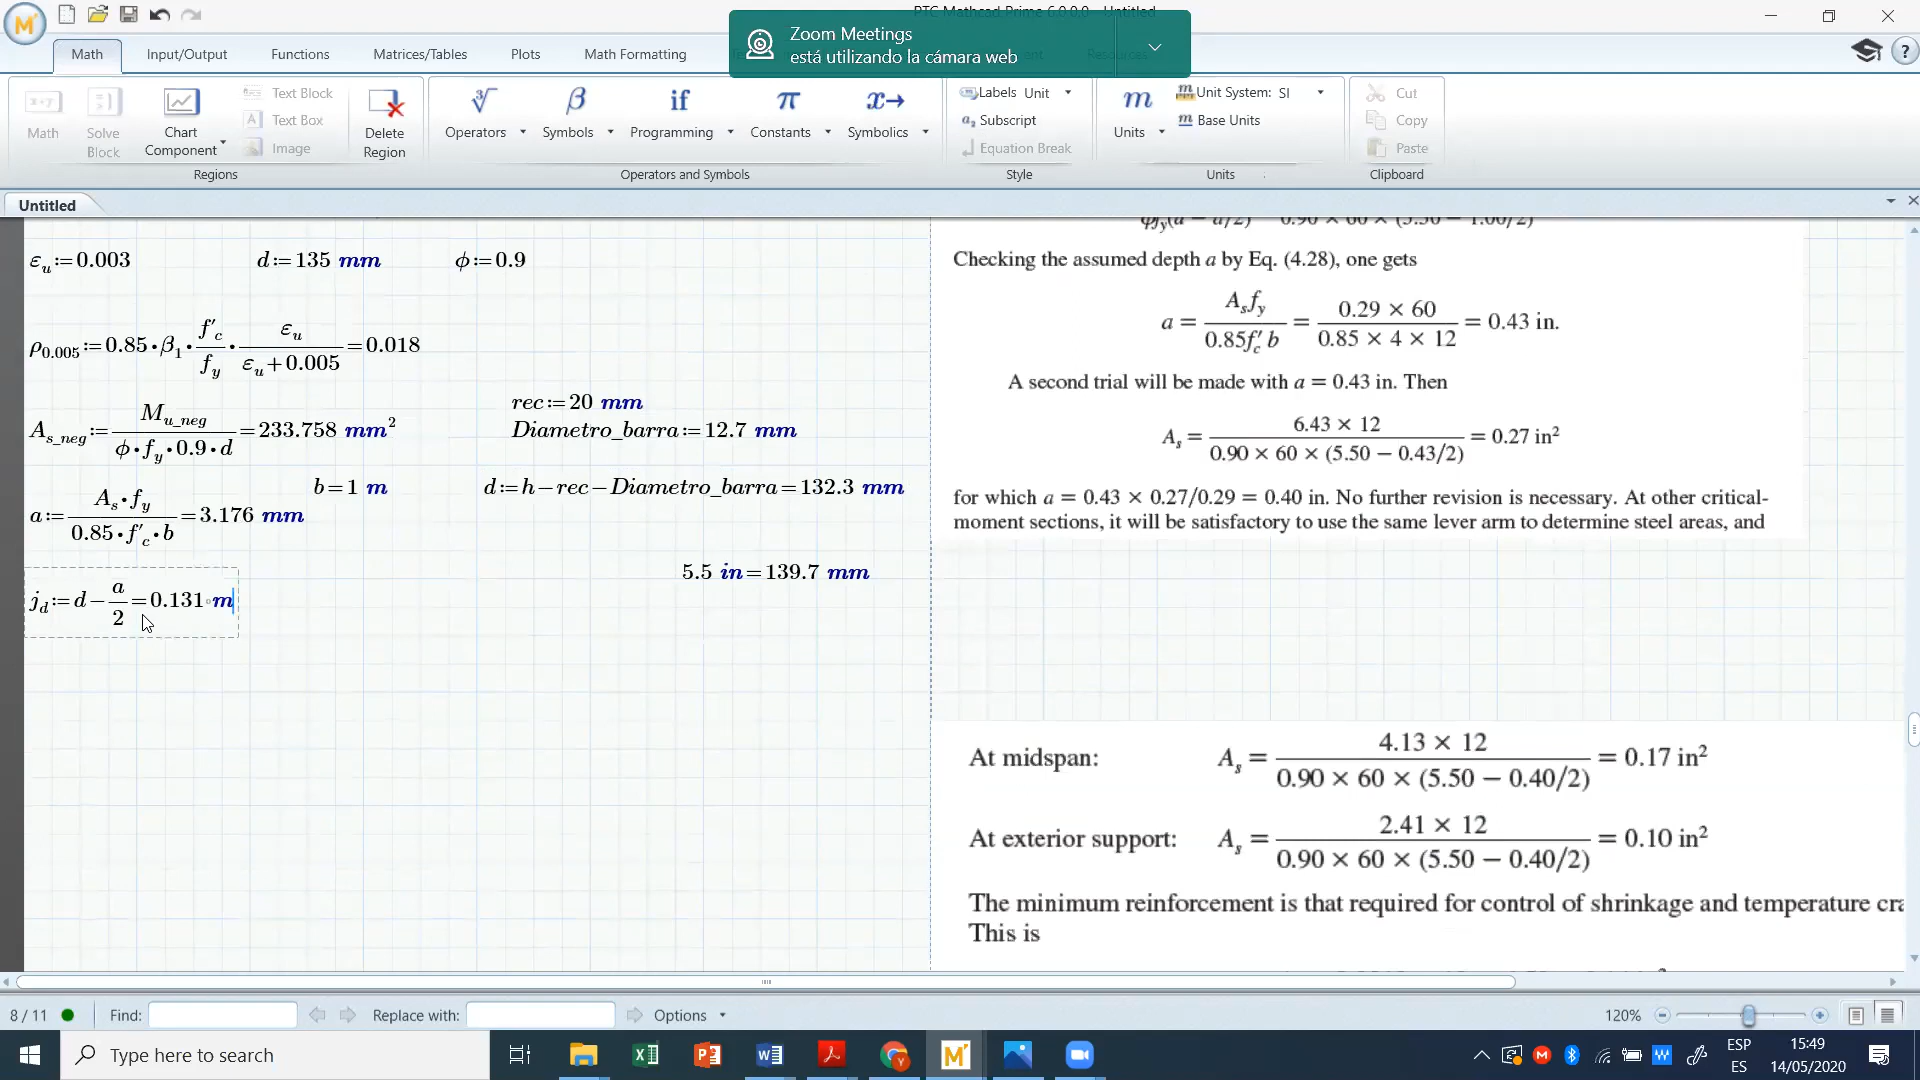 PTC Mathcad Prime 6.0.0.0 - Untitled
Zoom Meetings
está utilizando la cámara web
Math
Input/Output
Functions
Matrices/Tables
Plots
Math Formatting
?
Math
Solve Block
Chart Component
Text Block
Text Box
Image
Delete Region
Regions
Operators
Symbols
if
Programming
π
Constants
Symbolics
Operators and Symbols
Labels Unit
Subscript
Equation Break
Style
Units
Unit System: SI
Base Units
Units
Cut
Copy
Paste
Clipboard
Untitled
ε_u:=0.003
d:=135 mm
ϕ:=0.9
ρ_0.005:=0.85•β_1•f'_c/f_y•ε_u/(ε_u+0.005)=0.018
A_s_neg:=M_u_neg/(ϕ•f_y•0.9•d)=233.758 mm²
rec:=20 mm
Diametro_barra:=12.7 mm
b=1 m
d:=h−rec−Diametro_barra=132.3 mm
a:=A_s•f_y/(0.85•f'_c•b)=3.176 mm
5.5 in=139.7 mm
j_d:=d−a/2=0.131 m
Checking the assumed depth a by Eq. (4.28), one gets
a = A_s f_y/(0.85f'_c b) = (0.29 × 60)/(0.85 × 4 × 12) = 0.43 in.
A second trial will be made with a = 0.43 in. Then
A_s = (6.43 × 12)/(0.90 × 60 × (5.50 − 0.43/2)) = 0.27 in²
for which a = 0.43 × 0.27/0.29 = 0.40 in. No further revision is necessary. At other critical-
moment sections, it will be satisfactory to use the same lever arm to determine steel areas, and
At midspan: A_s = (4.13 × 12)/(0.90 × 60 × (5.50 − 0.40/2)) = 0.17 in²
At exterior support: A_s = (2.41 × 12)/(0.90 × 60 × (5.50 − 0.40/2)) = 0.10 in²
The minimum reinforcement is that required for control of shrinkage and temperature cra
This is
8 / 11
Find:
Replace with:
Options
120%
Type here to search
ESP
ES
15:49
14/05/2020